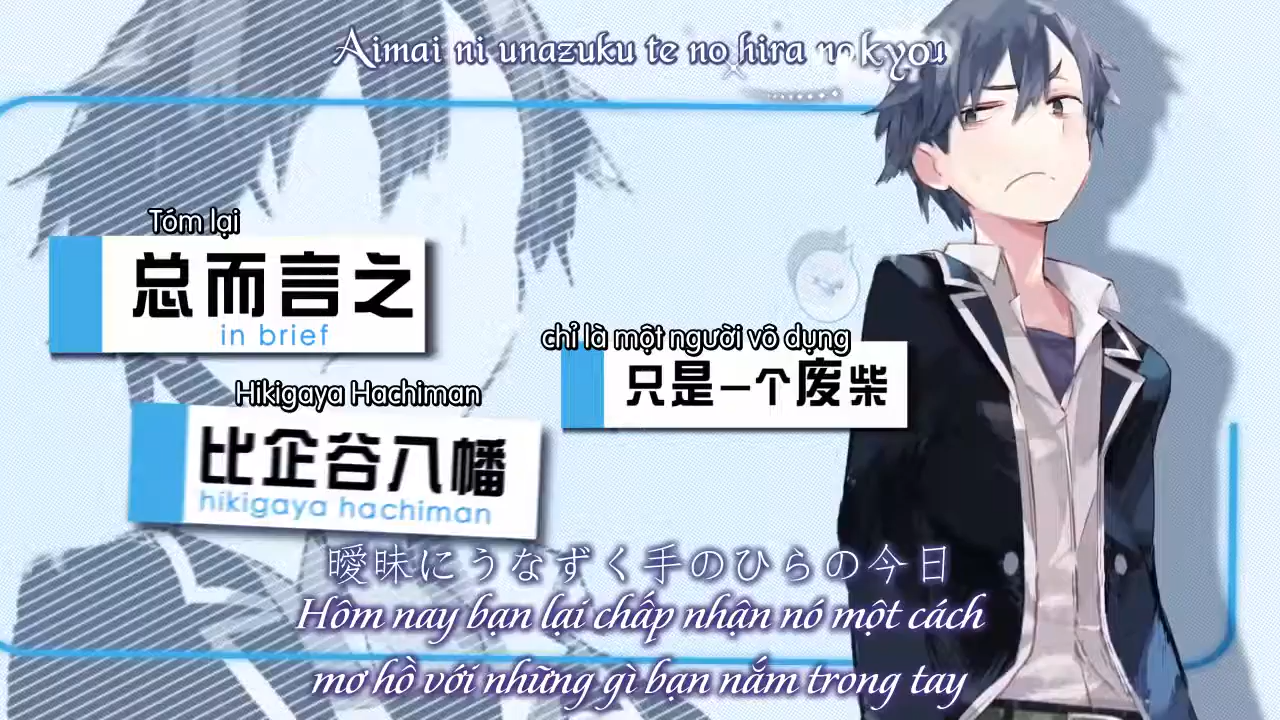 Aimai ni unazuku te no hira no kyou
Tóm lại
总而言之
in brief
chỉ là một người vô dụng
只是一个废柴
Hikigaya Hachiman
比企谷八幡
hikigaya hachiman
曖昧にうなずく手のひらの今日
Hôm nay bạn lại chấp nhận nó một cách
mơ hồ với những gì bạn nắm trong tay